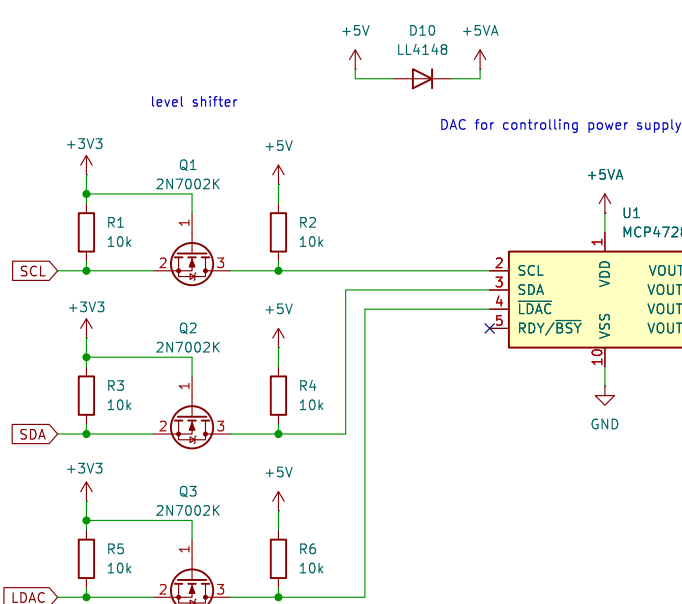 +5V
D10
+5VA
LL4148
level shifter
DAC for controlling power supply
+3V3
+5V
Q1
2N7002K
1
R1
10k
R2
10k
SCL
2
3
+5VA
U1
MCP4728
1
2
SCL
VOUT
3
SDA
VOUT
4
LDAC
VOUT
5
RDY/BSY
VOUT
VDD
VSS
10
GND
+3V3
+5V
Q2
2N7002K
1
R3
10k
R4
10k
SDA
2
3
+3V3
+5V
Q3
2N7002K
1
R5
10k
R6
10k
LDAC
2
3